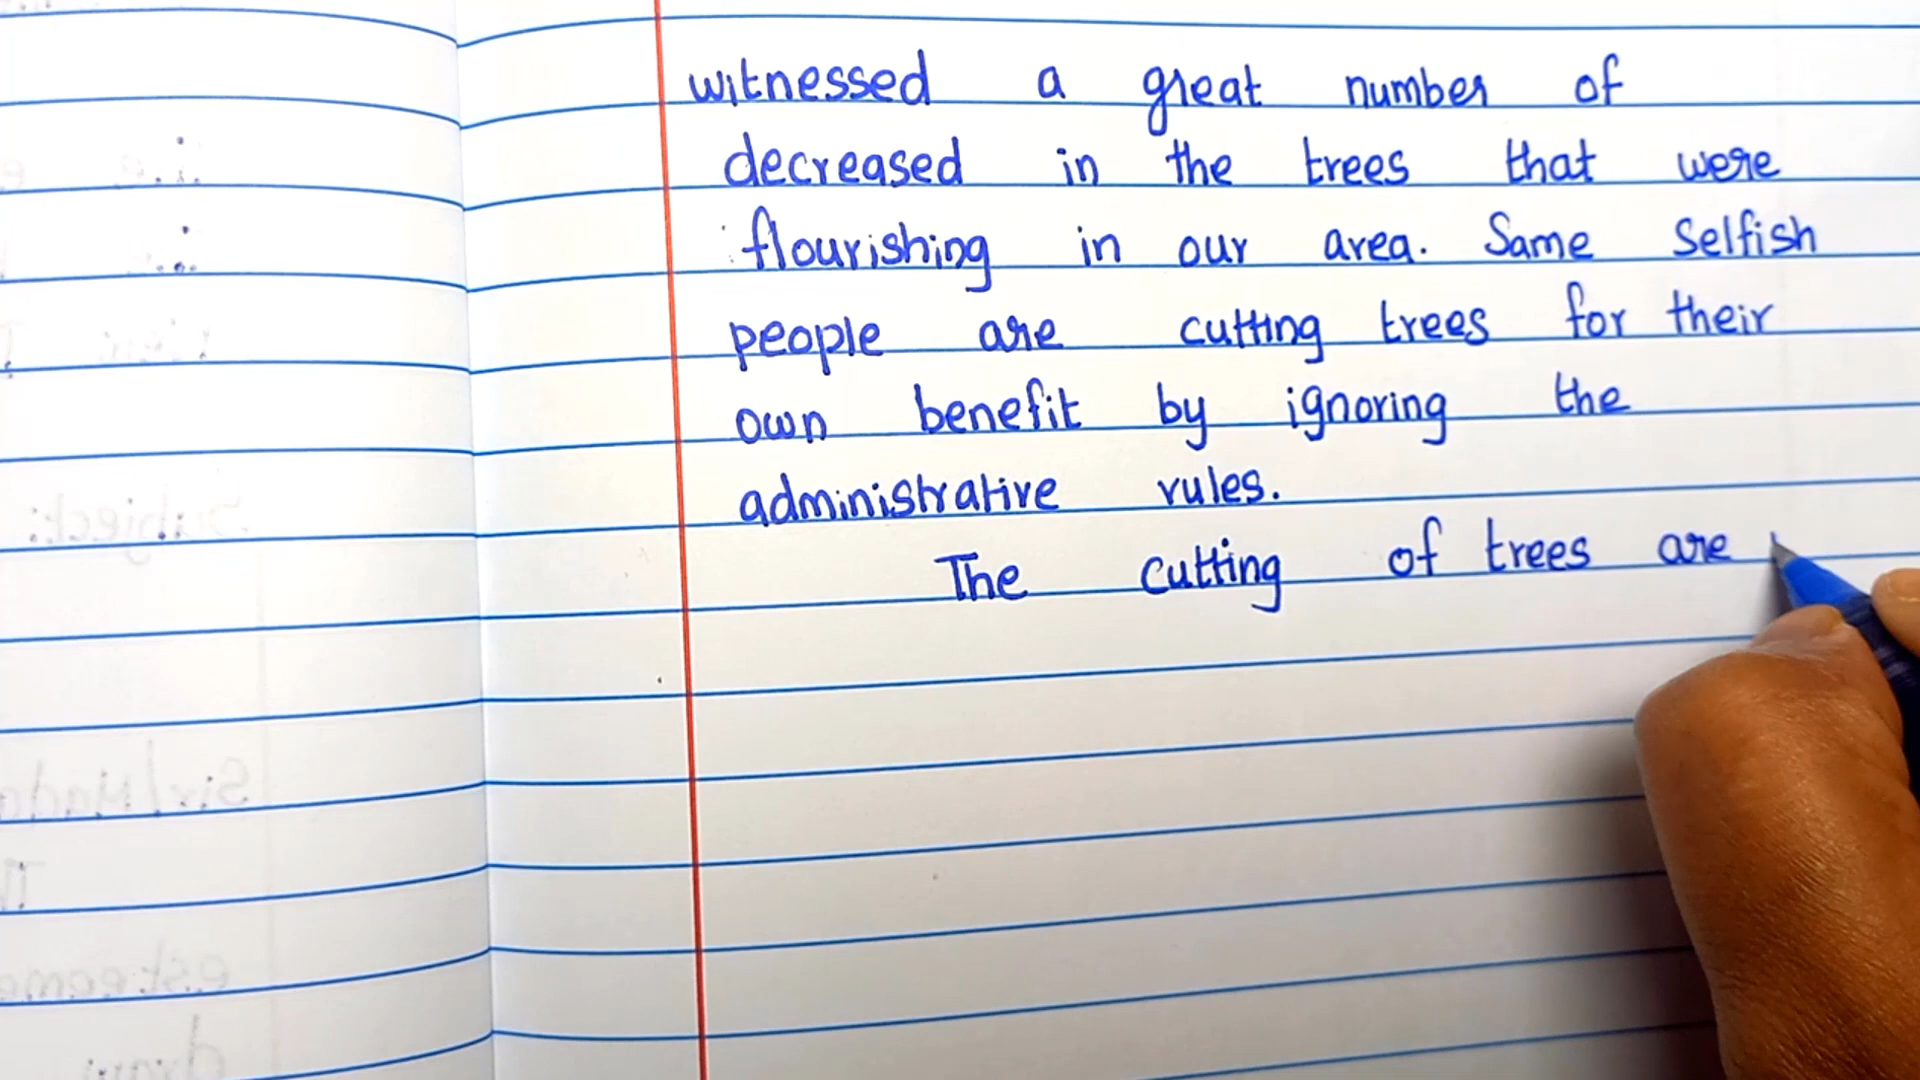 witnessed a great number of
decreased in the trees that were
flourishing in our area. Same Selfish
people are cutting trees for their
own benefit by ignoring the
administrative rules.
The cutting of trees are